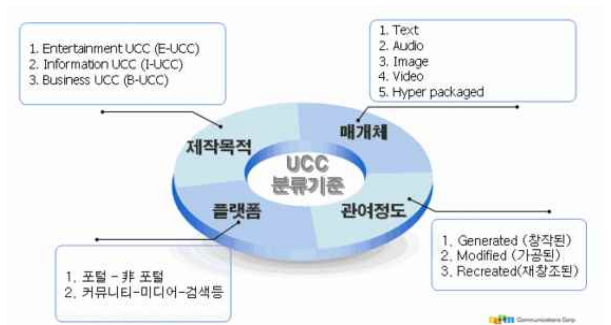 1. Entertainment UCC (E-UCC)
2. Information UCC (I-UCC)
3. Business UCC (B-UCC)
1. Text
2. Audio
3. Image
4. Video
5. Hyper packaged
제작목적
매개체
UCC
분류기준
플랫폼
관여정도
1. 포털 - 非 포털
2. 커뮤니티-미디어-검색등
1. Generated (창작된)
2. Modified (가공된)
3. Recreated(재창조된)
Communications Corp.